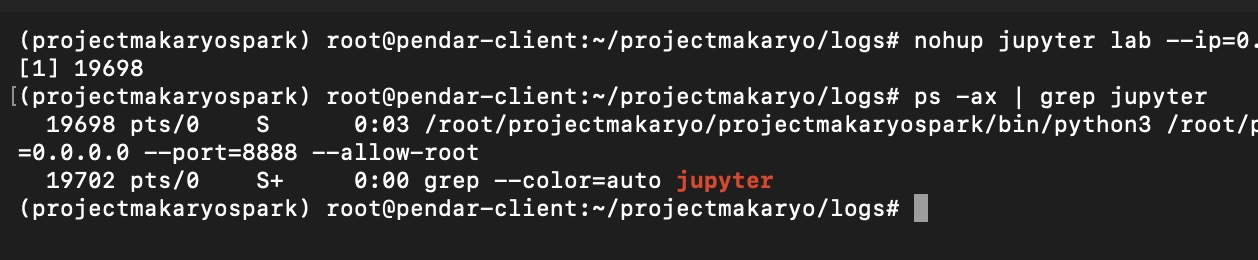 (projectmakaryospark) root@pendar-client:~/projectmakaryo/logs# nohup jupyter lab --ip=0.
[1] 19698
[(projectmakaryospark) root@pendar-client:~/projectmakaryo/logs# ps -ax | grep jupyter
19698 pts/0    S      0:03 /root/projectmakaryo/projectmakaryospark/bin/python3 /root/p
=0.0.0.0 --port=8888 --allow-root
19702 pts/0    S+     0:00 grep --color=auto jupyter
(projectmakaryospark) root@pendar-client:~/projectmakaryo/logs#